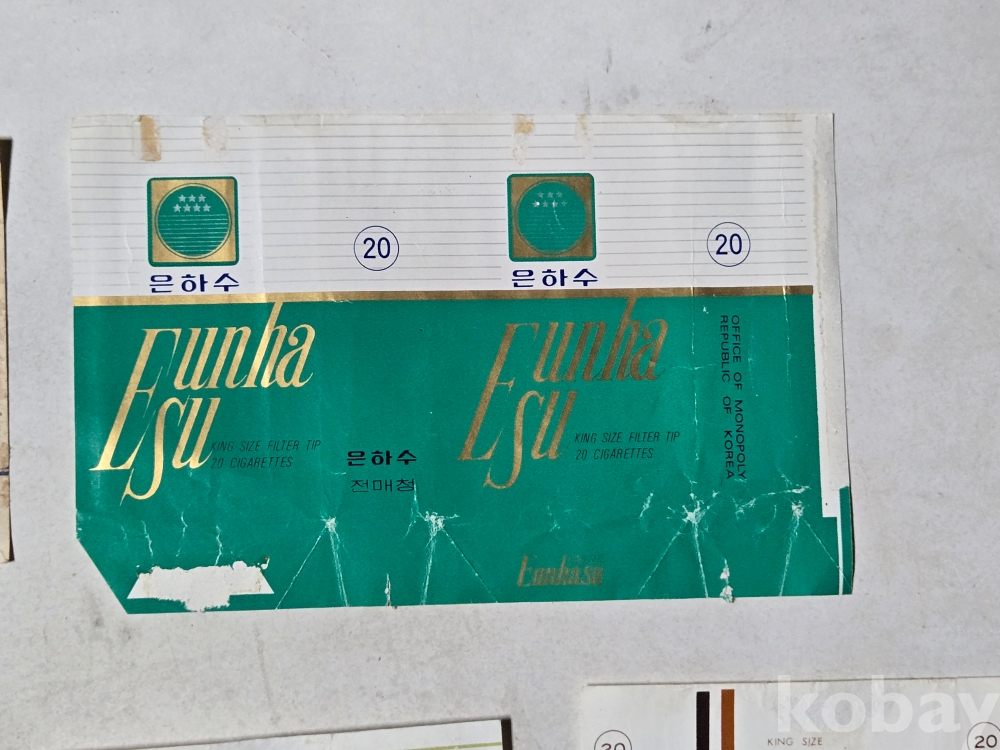 20
20
은하수
은하수
Eunha
Su
Eunha
Su
OFFICE OF MONOPOLY
REPUBLIC OF KOREA
KING SIZE FILTER TIP
20 CIGARETTES
KING SIZE FILTER TIP
20 CIGARETTES
은하수
전매청
Eunhasu
kobay
KING SIZE
20
20